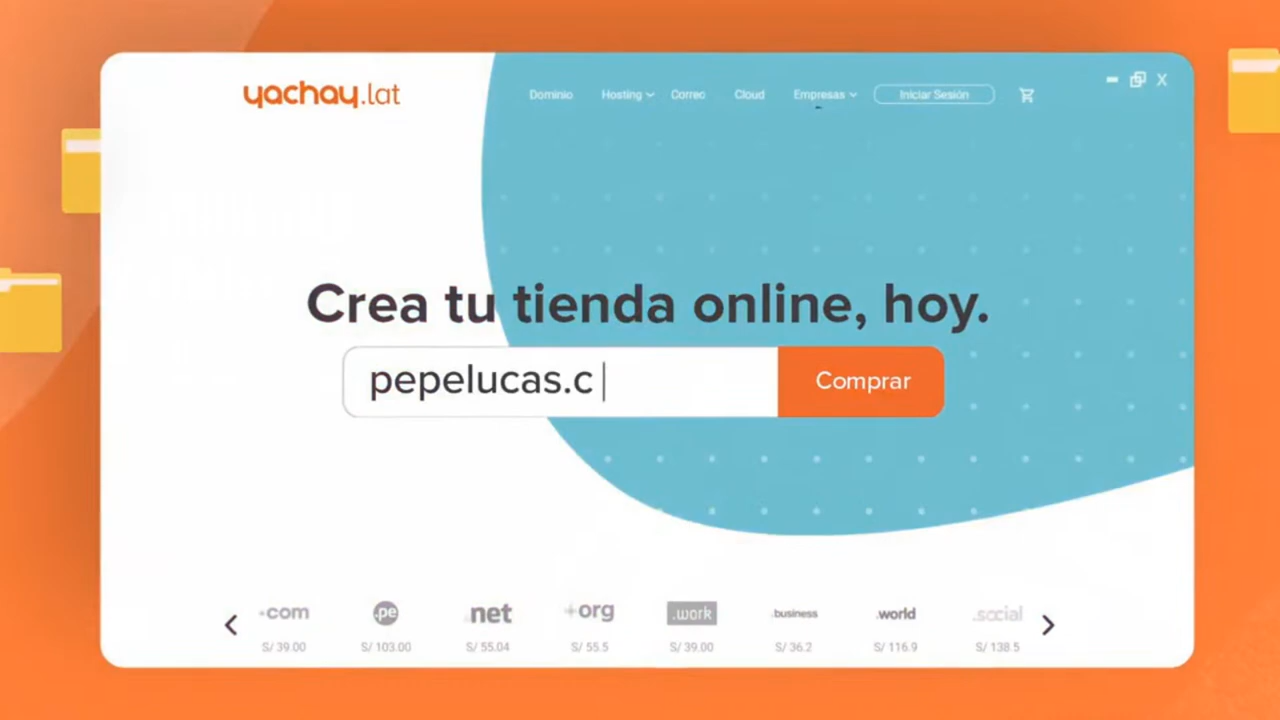 yachay.lat
Dominio Hosting Correo Cloud Empresas Iniciar Sesión
Crea tu tienda online, hoy.
pepelucas.c
Comprar
.com .pe .net .org .work .business .world .social
S/ 39.00 S/ 103.00 S/ 55.04 S/ 55.5 S/ 39.00 S/ 36.2 S/ 116.9 S/ 138.5